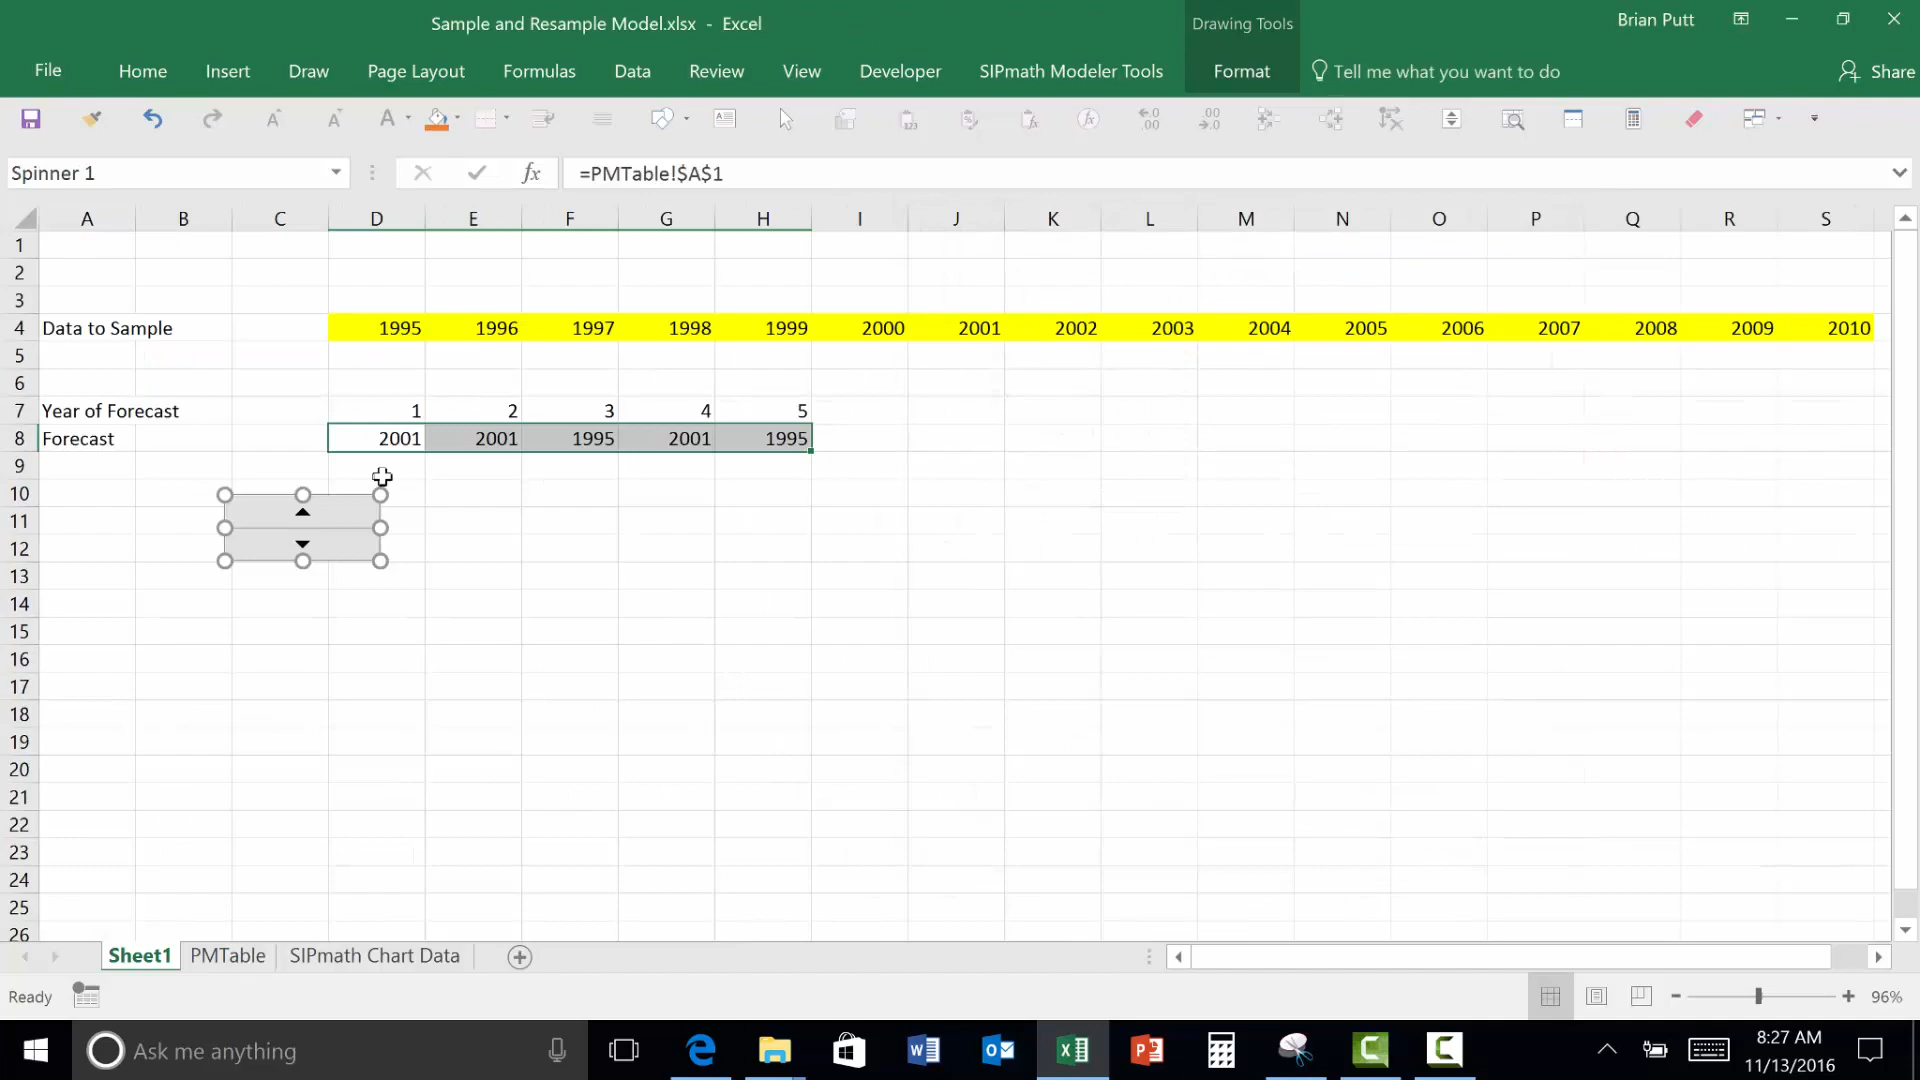 Sample and Resample Model.xlsx - Excel
Drawing Tools
Brian Putt
File Home Insert Draw Page Layout Formulas Data Review View Developer SIPmath Modeler Tools Format Tell me what you want to do Share
Spinner 1 fx =PMTable!$A$1
A B C D E F G H I J K L M N O P Q R S
1
2
3
4 Data to Sample 1995 1996 1997 1998 1999 2000 2001 2002 2003 2004 2005 2006 2007 2008 2009 2010
5
6
7 Year of Forecast 1 2 3 4 5
8 Forecast 2001 2001 1995 2001 1995
9
10
11
12
13
14
15
16
17
18
19
20
21
22
23
24
25
26
Sheet1 PMTable SIPmath Chart Data
Ready 96%
Ask me anything
8:27 AM
11/13/2016